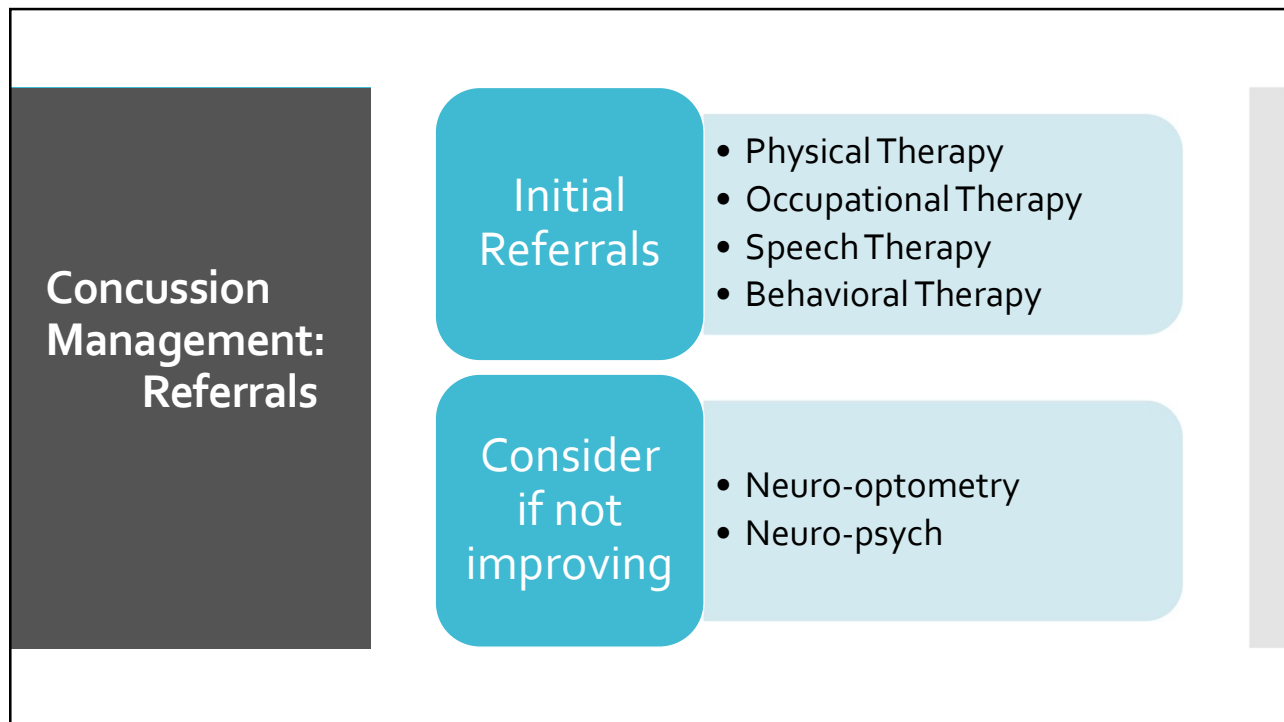 Concussion
Management:
Referrals
Initial
Referrals
• Physical Therapy
• Occupational Therapy
• Speech Therapy
• Behavioral Therapy
Consider
if not
improving
• Neuro-optometry
• Neuro-psych